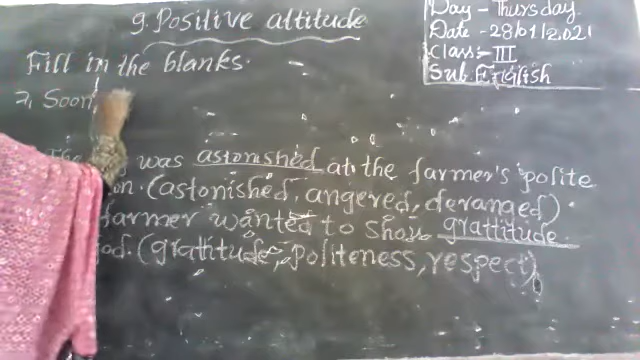 9. Positive attitude
Day - Thursday.
Date - 28/01/2021
Class:- III
Sub: English
Fill in the blanks.
Soon
was astonished at the farmer's polite
(astonished, angered, deranged).
farmer wanted to show grattitude.
(grattitude, politeness, respect)